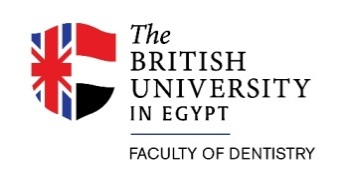 The
BRITISH
UNIVERSITY
IN EGYPT
FACULTY OF DENTISTRY